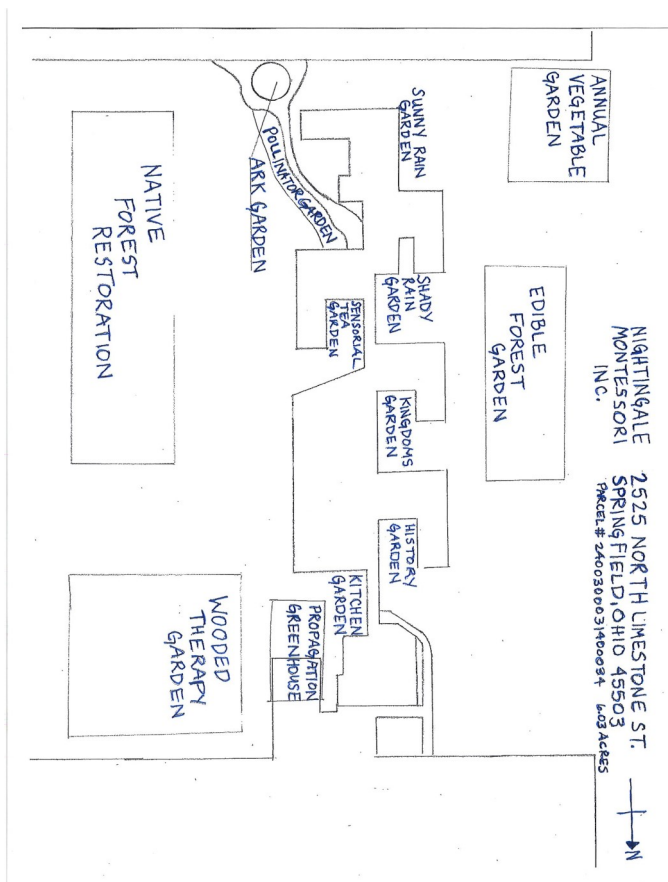 NIGHTINGALE
MONTESSORI
INC.
2525 NORTH LIMESTONE ST.
SPRINGFIELD, OHIO 45503
PARCEL# 2400300031400034 6.03 ACRES
N
ANNUAL
VEGETABLE
GARDEN
EDIBLE
FOREST
GARDEN
SUNNY RAIN
GARDEN
SHADY
RAIN
GARDEN
KINGDOMS
GARDEN
HISTORY
GARDEN
SENSORIAL
TEA
GARDEN
KITCHEN
GARDEN
PROPAGATION
GREENHOUSE
POLLINATOR GARDEN
ARK GARDEN
NATIVE
FOREST
RESTORATION
WOODED
THERAPY
GARDEN